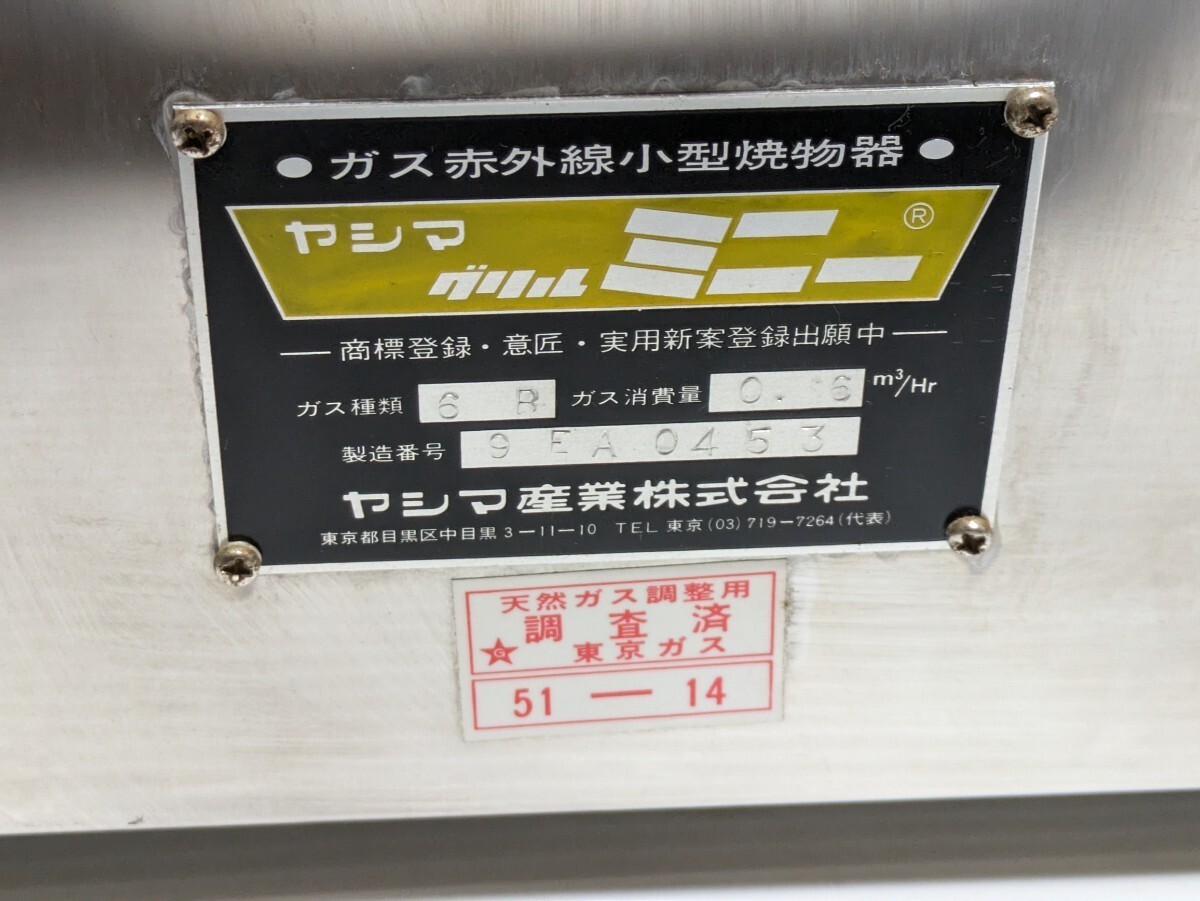 ● ガス赤外線小型焼物器 ●
ヤシマ
グリル ミニー ®
商標登録・意匠・実用新案登録出願中
ガス種類 6 B ガス消費量 0.6 m³/Hr
製造番号 9EA0453
ヤシマ産業株式会社
東京都目黒区中目黒3-11-10 TEL 東京(03)719-7264(代表)
天然ガス調整用
調査済
G 東京ガス
51 — 14